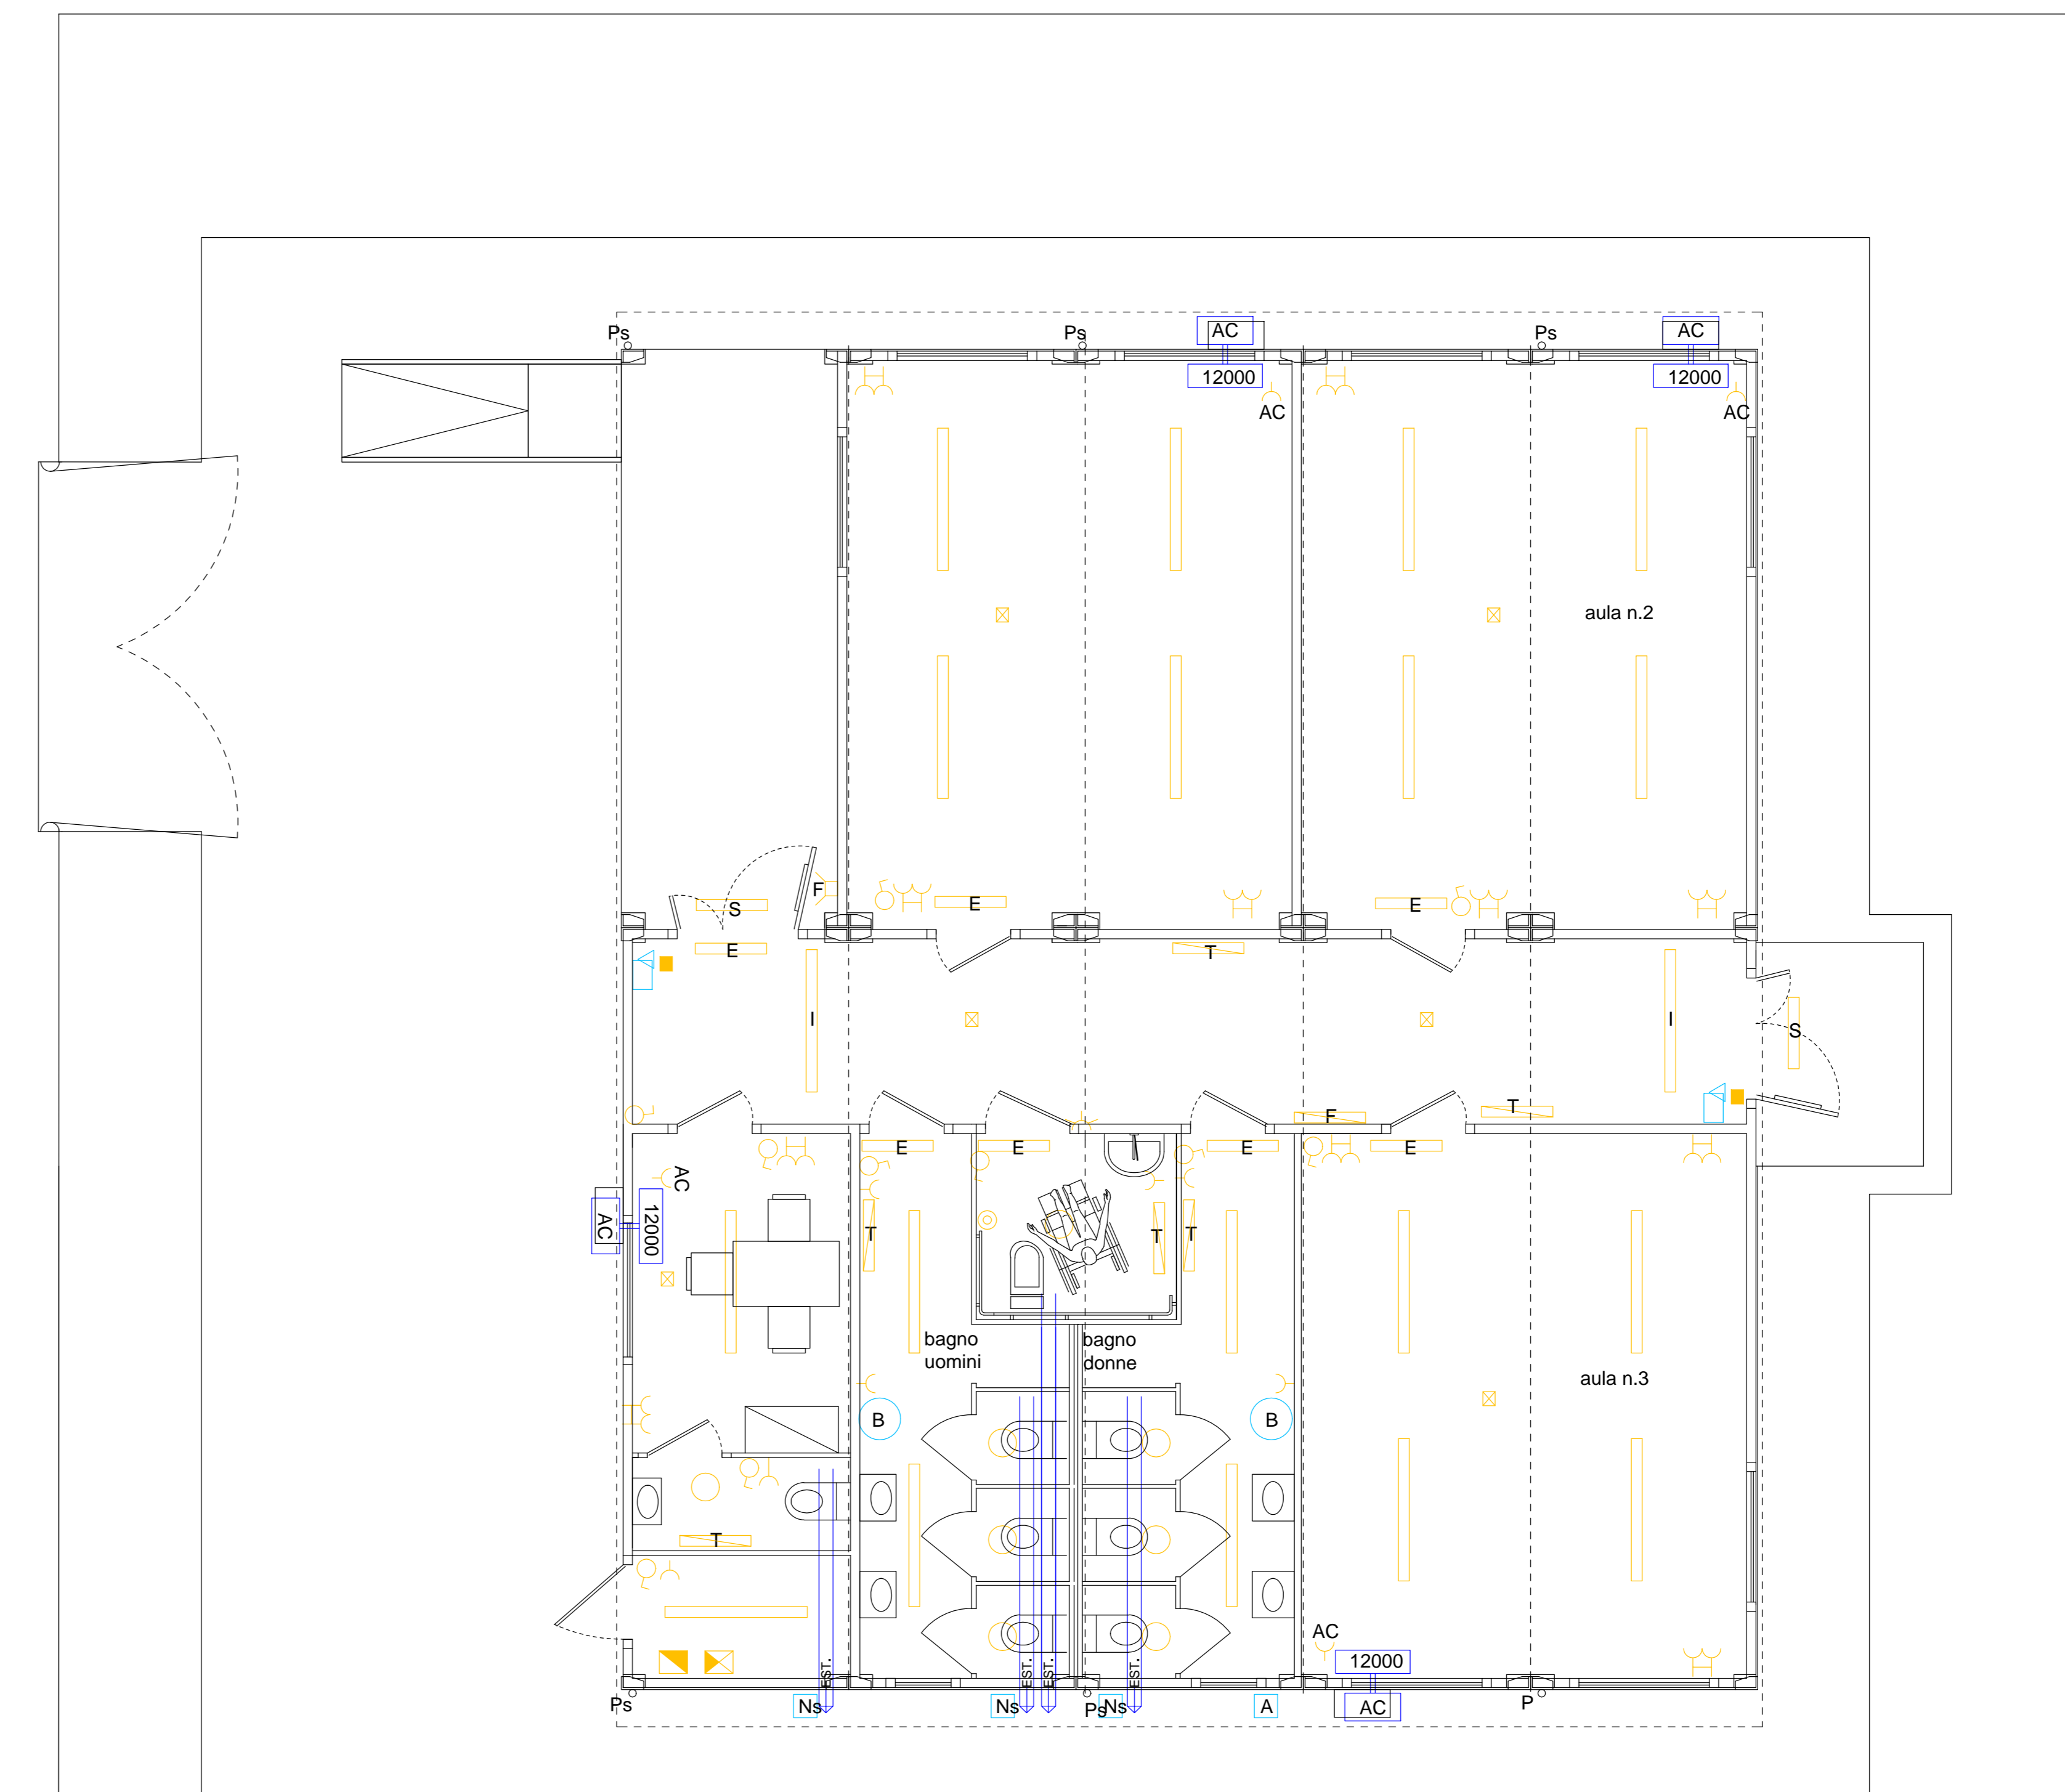 Ps
Ps
AC
Ps
AC
12000
12000
AC
AC
aula n.2
F
S
E
E
E
T
I
I
S
F
T
E
E
E
E
AC
AC
12000
T
T
T
bagno
uomini
bagno
donne
aula n.3
B
B
T
AC
12000
EST.
EST.
EST.
EST.
Ps
Ns
Ns
Ps
Ns
A
AC
P